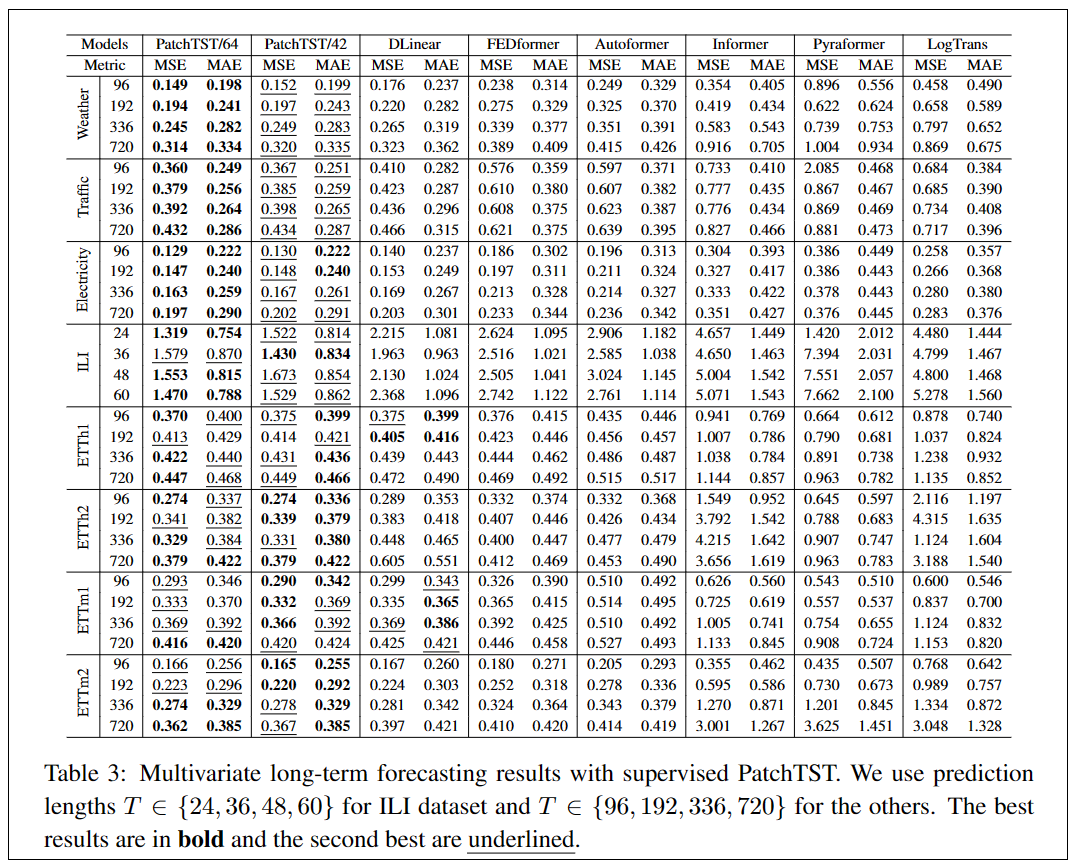 Models PatchTST/64 PatchTST/42 DLinear FEDformer Autoformer Informer Pyraformer LogTrans
Metric MSE MAE MSE MAE MSE MAE MSE MAE MSE MAE MSE MAE MSE MAE MSE MAE
Weather
96 0.149 0.198 0.152 0.199 0.176 0.237 0.238 0.314 0.249 0.329 0.354 0.405 0.896 0.556 0.458 0.490
192 0.194 0.241 0.197 0.243 0.220 0.282 0.275 0.329 0.325 0.370 0.419 0.434 0.622 0.624 0.658 0.589
336 0.245 0.282 0.249 0.283 0.265 0.319 0.339 0.377 0.351 0.391 0.583 0.543 0.739 0.753 0.797 0.652
720 0.314 0.334 0.320 0.335 0.323 0.362 0.389 0.409 0.415 0.426 0.916 0.705 1.004 0.934 0.869 0.675
Traffic
96 0.360 0.249 0.367 0.251 0.410 0.282 0.576 0.359 0.597 0.371 0.733 0.410 2.085 0.468 0.684 0.384
192 0.379 0.256 0.385 0.259 0.423 0.287 0.610 0.380 0.607 0.382 0.777 0.435 0.867 0.467 0.685 0.390
336 0.392 0.264 0.398 0.265 0.436 0.296 0.608 0.375 0.623 0.387 0.776 0.434 0.869 0.469 0.734 0.408
720 0.432 0.286 0.434 0.287 0.466 0.315 0.621 0.375 0.639 0.395 0.827 0.466 0.881 0.473 0.717 0.396
Electricity
96 0.129 0.222 0.130 0.222 0.140 0.237 0.186 0.302 0.196 0.313 0.304 0.393 0.386 0.449 0.258 0.357
192 0.147 0.240 0.148 0.240 0.153 0.249 0.197 0.311 0.211 0.324 0.327 0.417 0.386 0.443 0.266 0.368
336 0.163 0.259 0.167 0.261 0.169 0.267 0.213 0.328 0.214 0.327 0.333 0.422 0.378 0.443 0.280 0.380
720 0.197 0.290 0.202 0.291 0.203 0.301 0.233 0.344 0.236 0.342 0.351 0.427 0.376 0.445 0.283 0.376
ILI
24 1.319 0.754 1.522 0.814 2.215 1.081 2.624 1.095 2.906 1.182 4.657 1.449 1.420 2.012 4.480 1.444
36 1.579 0.870 1.430 0.834 1.963 0.963 2.516 1.021 2.585 1.038 4.650 1.463 7.394 2.031 4.799 1.467
48 1.553 0.815 1.673 0.854 2.130 1.024 2.505 1.041 3.024 1.145 5.004 1.542 7.551 2.057 4.800 1.468
60 1.470 0.788 1.529 0.862 2.368 1.096 2.742 1.122 2.761 1.114 5.071 1.543 7.662 2.100 5.278 1.560
ETTh1
96 0.370 0.400 0.375 0.399 0.375 0.399 0.376 0.415 0.435 0.446 0.941 0.769 0.664 0.612 0.878 0.740
192 0.413 0.429 0.414 0.421 0.405 0.416 0.423 0.446 0.456 0.457 1.007 0.786 0.790 0.681 1.037 0.824
336 0.422 0.440 0.431 0.436 0.439 0.443 0.444 0.462 0.486 0.487 1.038 0.784 0.891 0.738 1.238 0.932
720 0.447 0.468 0.449 0.466 0.472 0.490 0.469 0.492 0.515 0.517 1.144 0.857 0.963 0.782 1.135 0.852
ETTh2
96 0.274 0.337 0.274 0.336 0.289 0.353 0.332 0.374 0.332 0.368 1.549 0.952 0.645 0.597 2.116 1.197
192 0.341 0.382 0.339 0.379 0.383 0.418 0.407 0.446 0.426 0.434 3.792 1.542 0.788 0.683 4.315 1.635
336 0.329 0.384 0.331 0.380 0.448 0.465 0.400 0.447 0.477 0.479 4.215 1.642 0.907 0.747 1.124 1.604
720 0.379 0.422 0.379 0.422 0.605 0.551 0.412 0.469 0.453 0.490 3.656 1.619 0.963 0.783 3.188 1.540
ETTm1
96 0.293 0.346 0.290 0.342 0.299 0.343 0.326 0.390 0.510 0.492 0.626 0.560 0.543 0.510 0.600 0.546
192 0.333 0.370 0.332 0.369 0.335 0.365 0.365 0.415 0.514 0.495 0.725 0.619 0.557 0.537 0.837 0.700
336 0.369 0.392 0.366 0.392 0.369 0.386 0.392 0.425 0.510 0.492 1.005 0.741 0.754 0.655 1.124 0.832
720 0.416 0.420 0.420 0.424 0.425 0.421 0.446 0.458 0.527 0.493 1.133 0.845 0.908 0.724 1.153 0.820
ETTm2
96 0.166 0.256 0.165 0.255 0.167 0.260 0.180 0.271 0.205 0.293 0.355 0.462 0.435 0.507 0.768 0.642
192 0.223 0.296 0.220 0.292 0.224 0.303 0.252 0.318 0.278 0.336 0.595 0.586 0.730 0.673 0.989 0.757
336 0.274 0.329 0.278 0.329 0.281 0.342 0.324 0.364 0.343 0.379 1.270 0.871 1.201 0.845 1.334 0.872
720 0.362 0.385 0.367 0.385 0.397 0.421 0.410 0.420 0.414 0.419 3.001 1.267 3.625 1.451 3.048 1.328
Table 3: Multivariate long-term forecasting results with supervised PatchTST. We use prediction
lengths T ∈ {24, 36, 48, 60} for ILI dataset and T ∈ {96, 192, 336, 720} for the others. The best
results are in bold and the second best are underlined.